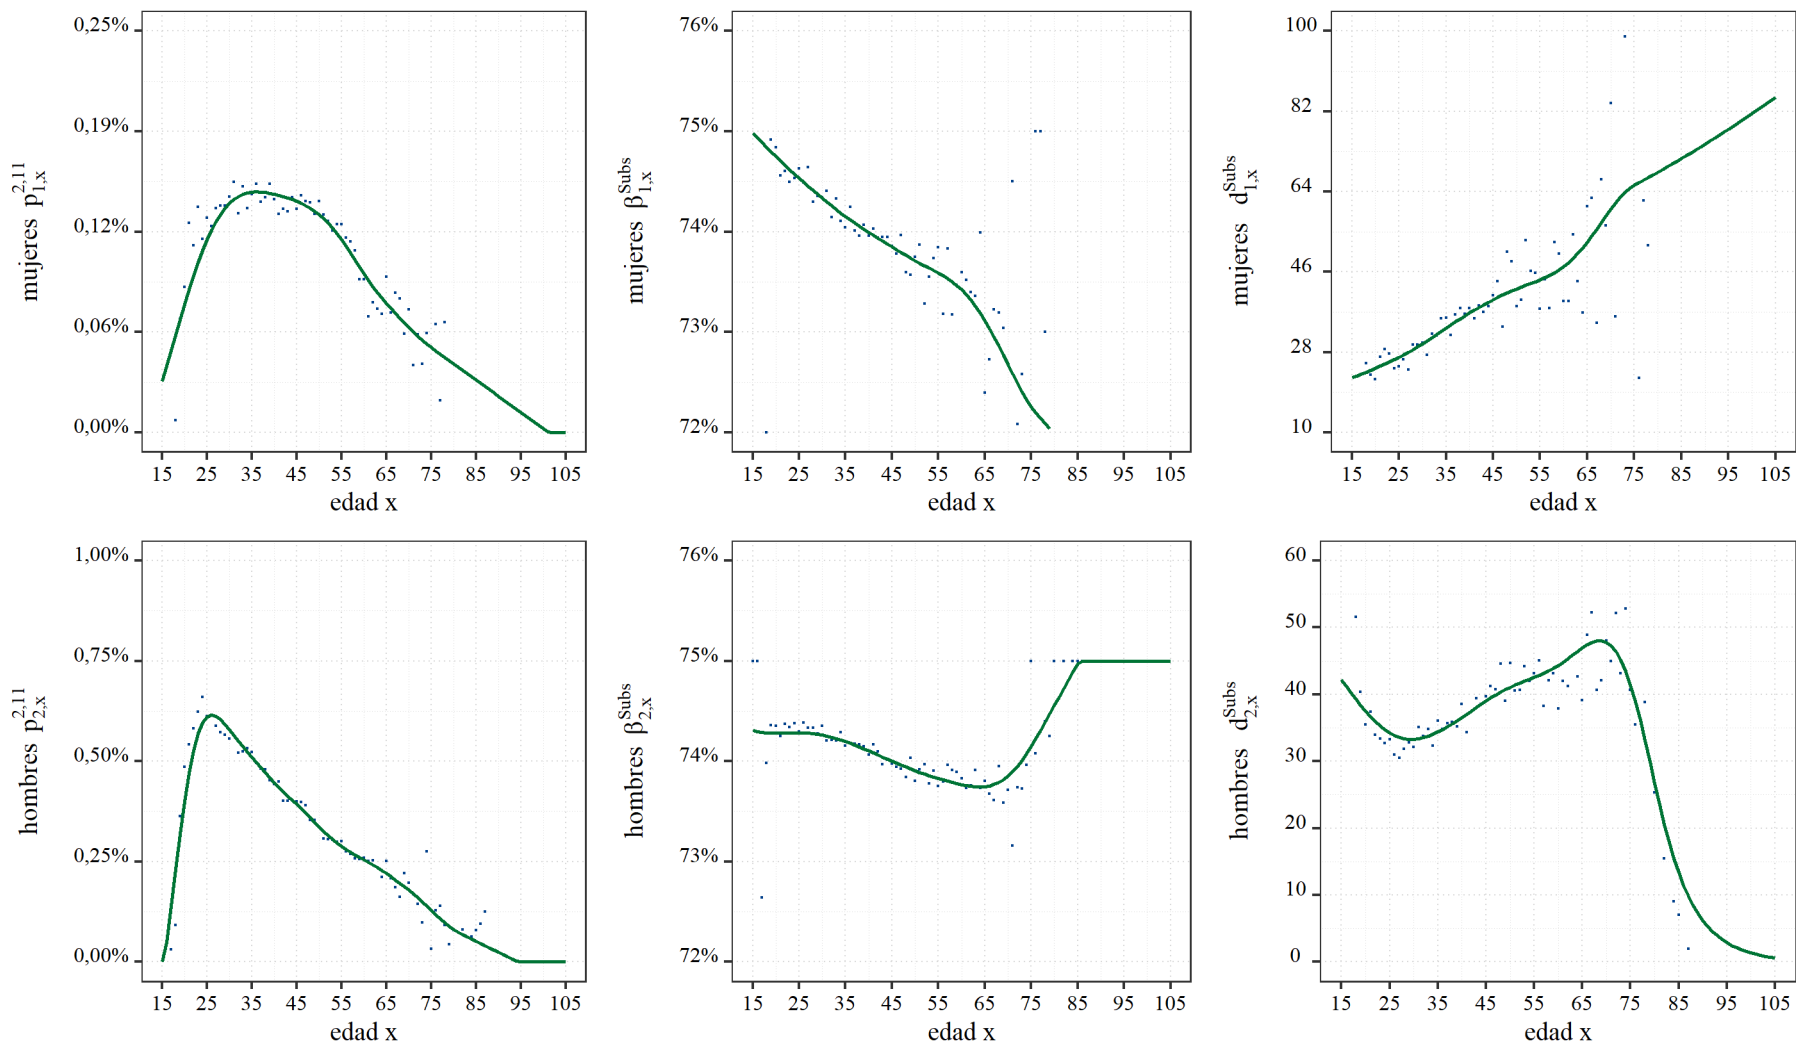 mujeres p^{2,11}_{1,x}
0,25%
0,19%
0,12%
0,06%
0,00%
15 25 35 45 55 65 75 85 95 105
edad x
mujeres β^{Subs}_{1,x}
76%
75%
74%
73%
72%
15 25 35 45 55 65 75 85 95 105
edad x
mujeres d^{Subs}_{1,x}
100
82
64
46
28
10
15 25 35 45 55 65 75 85 95 105
edad x
hombres p^{2,11}_{2,x}
1,00%
0,75%
0,50%
0,25%
0,00%
15 25 35 45 55 65 75 85 95 105
edad x
hombres β^{Subs}_{2,x}
76%
75%
74%
73%
72%
15 25 35 45 55 65 75 85 95 105
edad x
hombres d^{Subs}_{2,x}
60
50
40
30
20
10
0
15 25 35 45 55 65 75 85 95 105
edad x